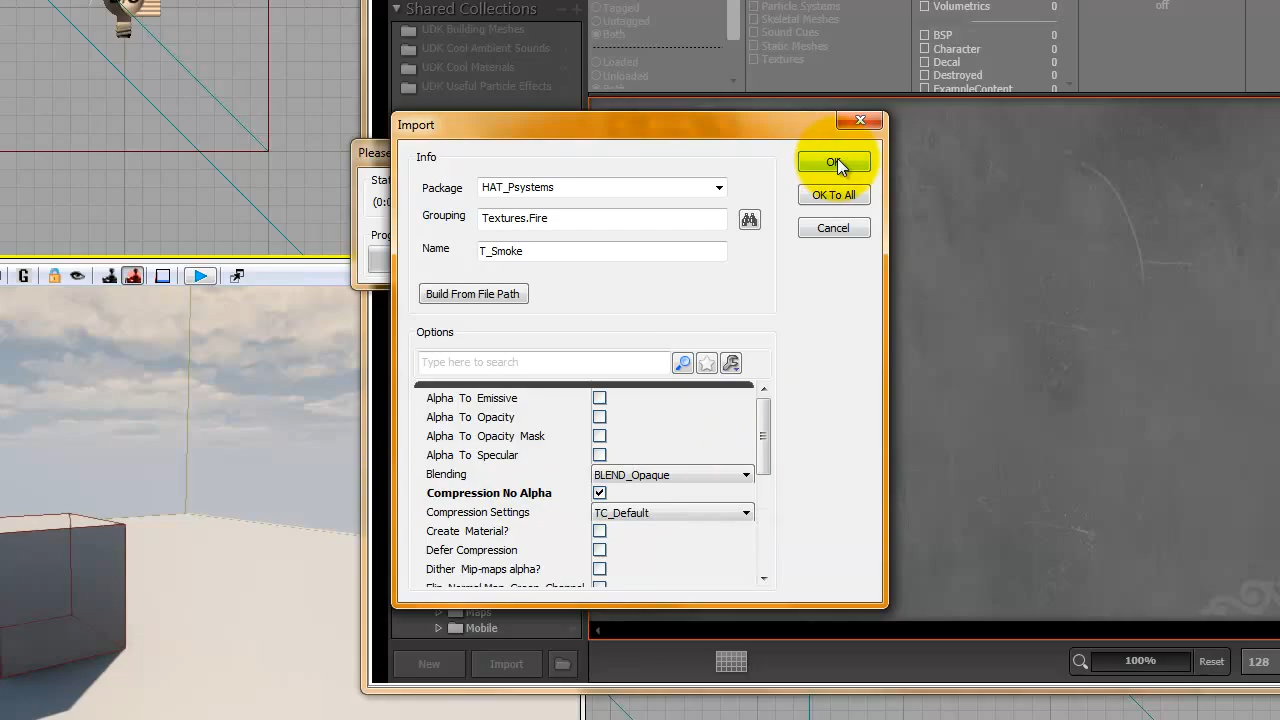 Shared Collections
UDK Building Meshes
UDK Cool Ambient Sounds
UDK Cool Materials
UDK Useful Particle Effects
Tagged
Untagged
Both
Loaded
Unloaded
Particle Systems
Skeletal Meshes
Sound Cues
Static Meshes
Textures
Volumetrics 0
BSP 0
Character 0
Decal 0
Destroyed 0
ExampleContent 0
off
Please
Import
Info
Package HAT_Psystems
Grouping Textures.Fire
Name T_Smoke
Build From File Path
OK
OK To All
Cancel
Options
Type here to search
Alpha To Emissive
Alpha To Opacity
Alpha To Opacity Mask
Alpha To Specular
Blending BLEND_Opaque
Compression No Alpha
Compression Settings TC_Default
Create Material?
Defer Compression
Dither Mip-maps alpha?
Flip Normal Map Green Channel
Maps
Mobile
New
Import
100%
Reset
128
G